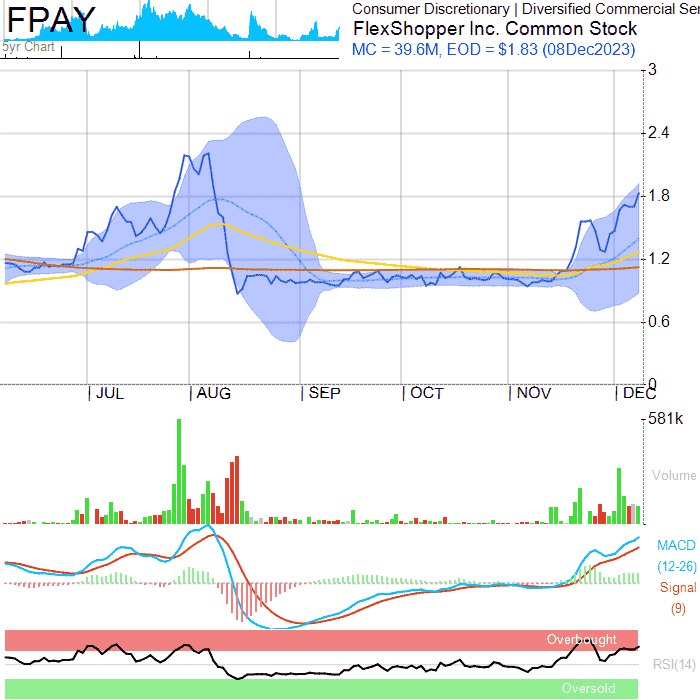 FPAY
5yr Chart
Consumer Discretionary | Diversified Commercial Ser
FlexShopper Inc. Common Stock
MC = 39.6M, EOD = $1.83 (08Dec2023)
3
2.4
1.8
1.2
0.6
0
JUL AUG SEP OCT NOV DEC
581k
Volume
MACD
(12-26)
Signal
(9)
Overbought
RSI(14)
Oversold